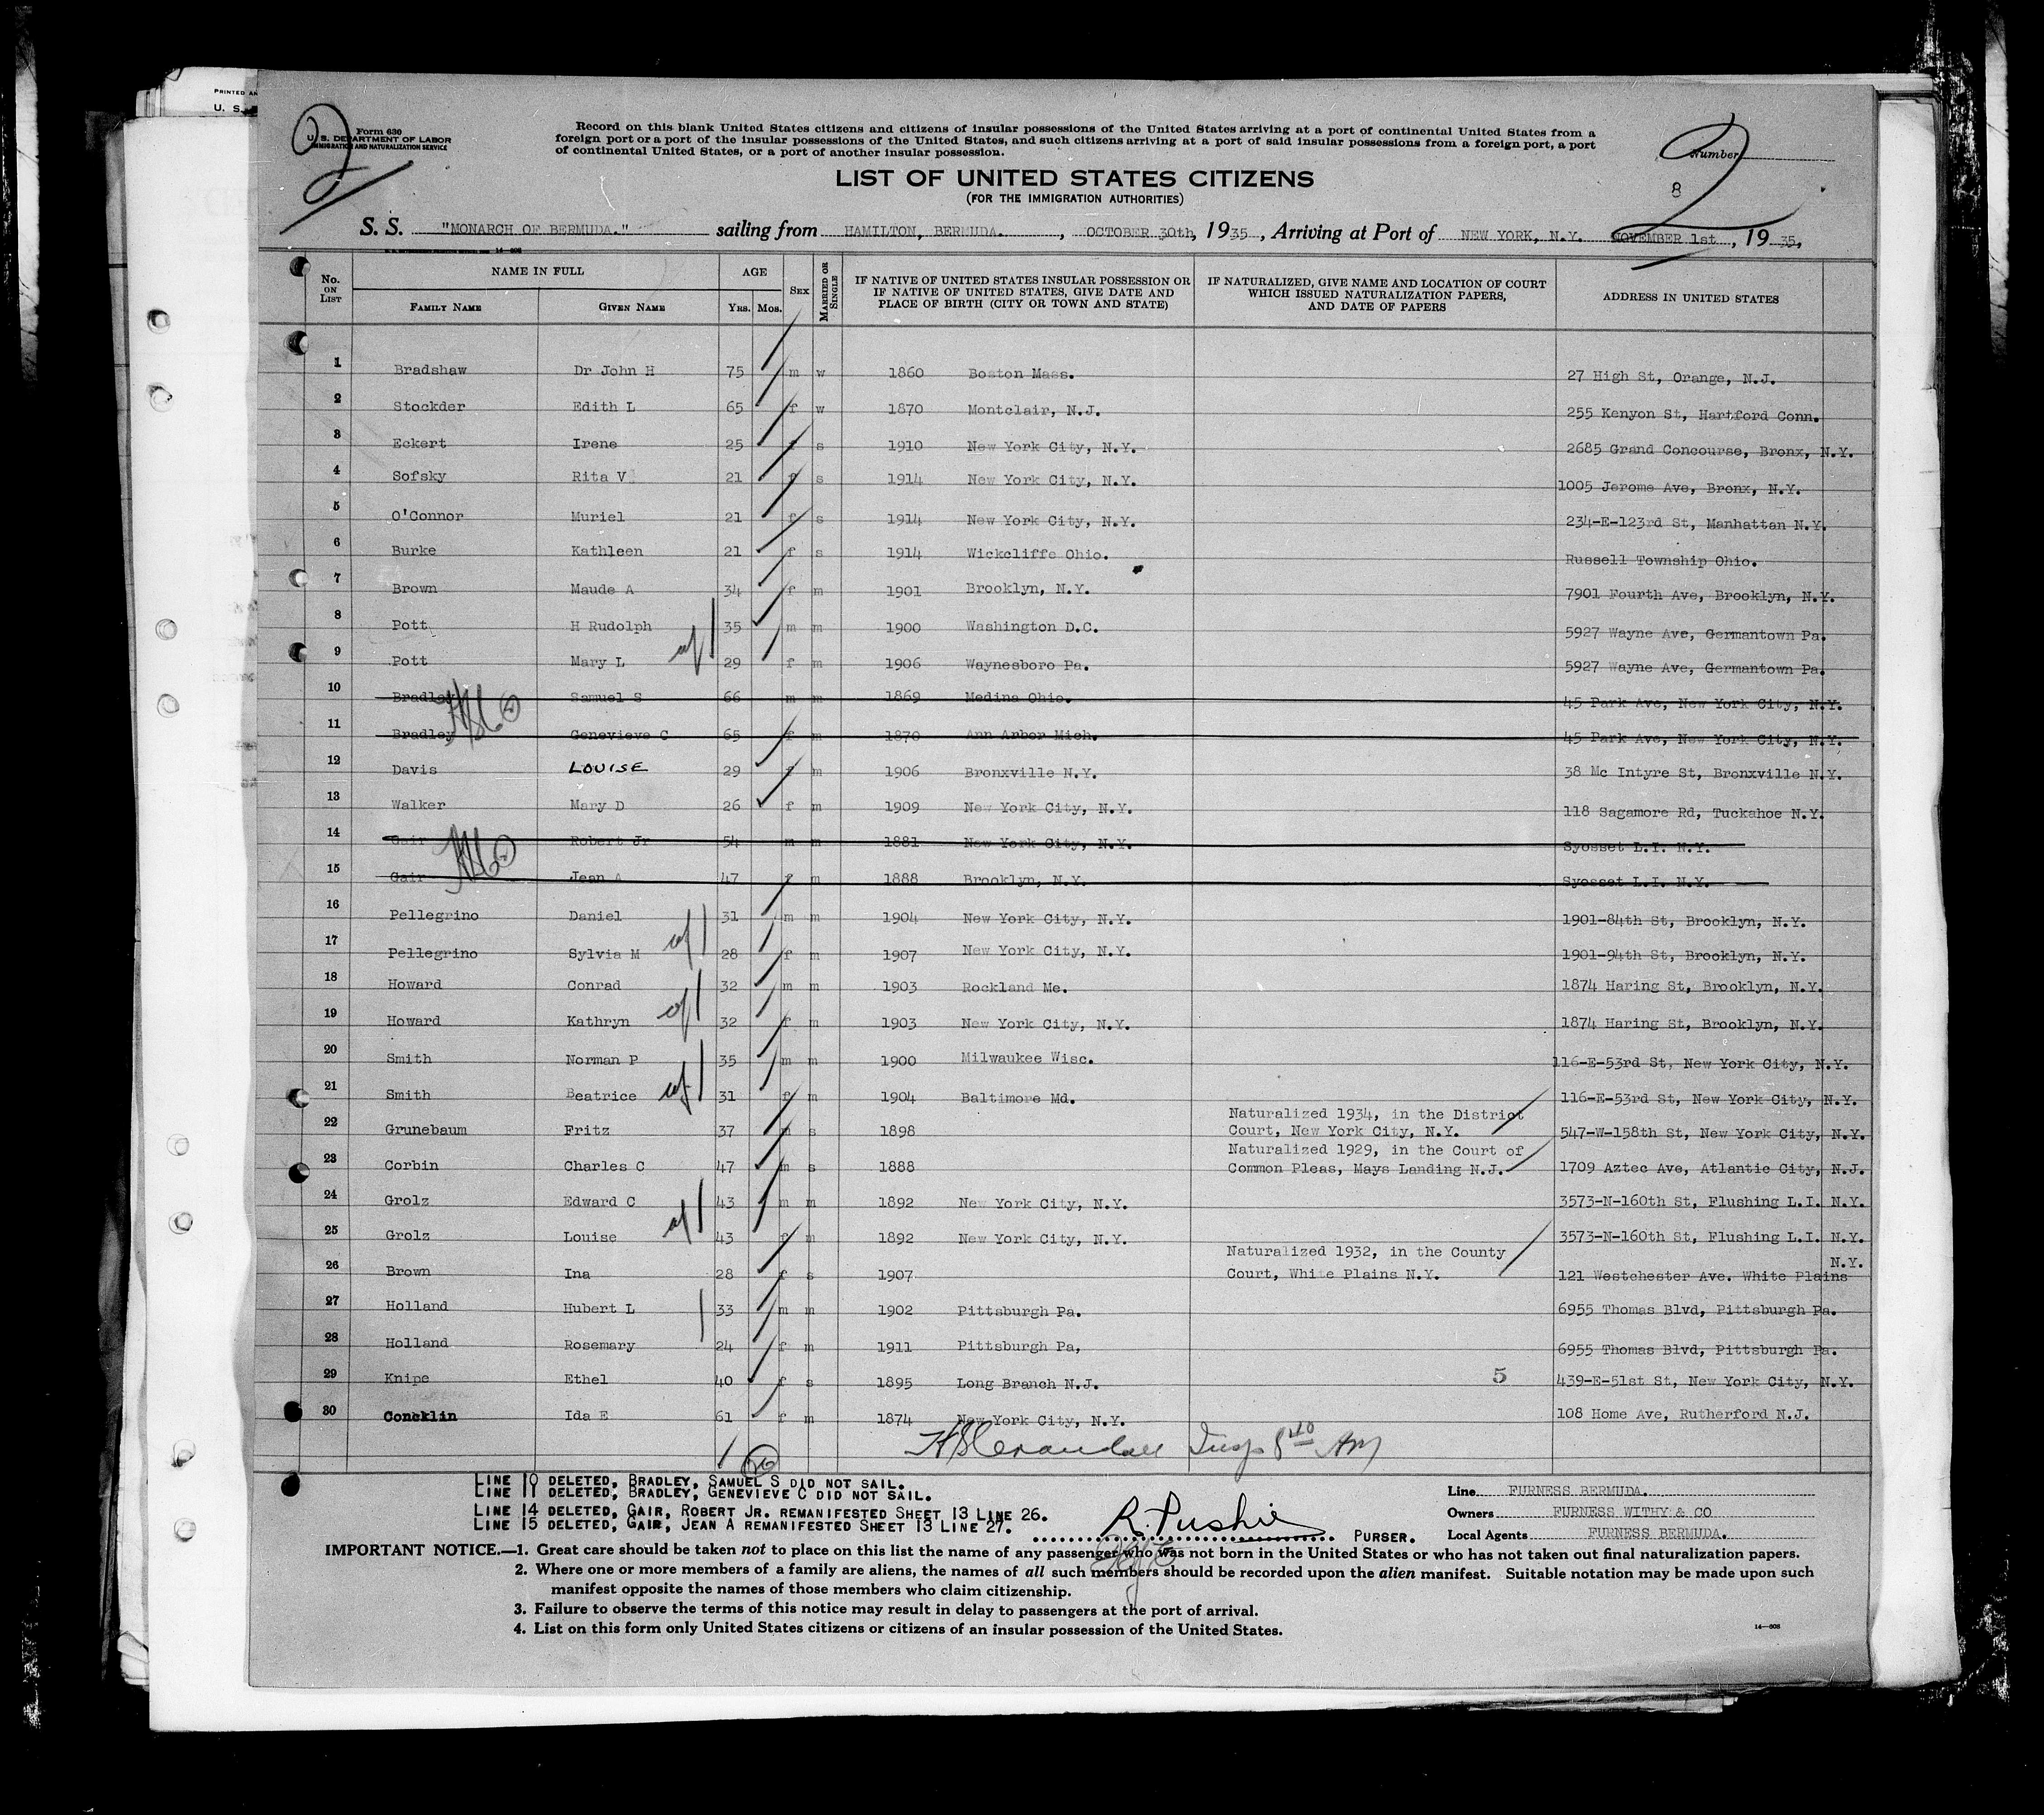 PRINTED AN
U. S.
2
Form 630
U. S. DEPARTMENT OF LABOR
IMMIGRATION AND NATURALIZATION SERVICE
Record on this blank United States citizens and citizens of insular possessions of the United States arriving at a port of continental United States from a
foreign port or a port of the insular possessions of the United States, and such citizens arriving at a port of said insular possessions from a foreign port, a port
of continental United States, or a port of another insular possession.
Number
8
2
LIST OF UNITED STATES CITIZENS
(FOR THE IMMIGRATION AUTHORITIES)
S. S. "MONARCH OF BERMUDA." sailing from HAMILTON, BERMUDA. , OCTOBER 30th, 1935, Arriving at Port of NEW YORK, N.Y. NOVEMBER 1st, 1935,
No. ON LIST NAME IN FULL AGE SEX MARRIED OR SINGLE IF NATIVE OF UNITED STATES INSULAR POSSESSION OR IF NATIVE OF UNITED STATES, GIVE DATE AND PLACE OF BIRTH (CITY OR TOWN AND STATE) IF NATURALIZED, GIVE NAME AND LOCATION OF COURT WHICH ISSUED NATURALIZATION PAPERS, AND DATE OF PAPERS ADDRESS IN UNITED STATES
FAMILY NAME GIVEN NAME YRS. MOS.
1 Bradshaw Dr John H 75 m w 1860 Boston Mass. 27 High St, Orange, N.J.
2 Stockder Edith L 65 f w 1870 Montclair, N.J. 255 Kenyon St, Hartford Conn.
3 Eckert Irene 25 f s 1910 New York City, N.Y. 2685 Grand Concourse, Bronx, N.Y.
4 Sofsky Rita V 21 f s 1914 New York City, N.Y. 1005 Jerome Ave, Bronx, N.Y.
5 O'Connor Muriel 21 f s 1914 New York City, N.Y. 234-E-123rd St, Manhattan N.Y.
6 Burke Kathleen 21 f s 1914 Wickcliffe Ohio. Russell Township Ohio.
7 Brown Maude A 34 f m 1901 Brooklyn, N.Y. 7901 Fourth Ave, Brooklyn, N.Y.
8 Pott H Rudolph 35 m m 1900 Washington D.C. 5927 Wayne Ave, Germantown Pa.
9 Pott Mary L 29 f m 1906 Waynesboro Pa. 5927 Wayne Ave, Germantown Pa.
10 Bradley Samuel S 66 m m 1869 Medina Ohio. 45 Park Ave, New York City, N.Y.
11 Bradley Genevieve C 65 f m 1870 Ann Arbor Mich. 45 Park Ave, New York City, N.Y.
12 Davis LOUISE 29 f m 1906 Bronxville N.Y. 38 Mc Intyre St, Bronxville N.Y.
13 Walker Mary D 26 f m 1909 New York City, N.Y. 118 Sagamore Rd, Tuckahoe N.Y.
14 Gair Robert Jr 54 m m 1881 New York City, N.Y. Syosset L.I. N.Y.
15 Gair Jean A 47 f m 1888 Brooklyn, N.Y. Syosset L.I. N.Y.
16 Pellegrino Daniel 31 m m 1904 New York City, N.Y. 1901-84th St, Brooklyn, N.Y.
17 Pellegrino Sylvia M 28 f m 1907 New York City, N.Y. 1901-94th St, Brooklyn, N.Y.
18 Howard Conrad 32 m m 1903 Rockland Me. 1874 Haring St, Brooklyn, N.Y.
19 Howard Kathryn 32 f m 1903 New York City, N.Y. 1874 Haring St, Brooklyn, N.Y.
20 Smith Norman P 35 m m 1900 Milwaukee Wisc. 116-E-53rd St, New York City, N.Y.
21 Smith Beatrice 31 f m 1904 Baltimore Md. 116-E-53rd St, New York City, N.Y.
22 Grunebaum Fritz 37 m s 1898 Naturalized 1934, in the District Court, New York City, N.Y. 547-W-158th St, New York City, N.Y.
23 Corbin Charles C 47 m s 1888 Naturalized 1929, in the Court of Common Pleas, Mays Landing N.J. 1709 Aztec Ave, Atlantic City, N.J.
24 Grolz Edward C 43 m m 1892 New York City, N.Y. 3573-N-160th St, Flushing L.I. N.Y.
25 Grolz Louise 43 f m 1892 New York City, N.Y. 3573-N-160th St, Flushing L.I. N.Y.
26 Brown Ina 28 f s 1907 Naturalized 1932, in the County Court, White Plains N.Y. 121 Westchester Ave. White Plains N.Y.
27 Holland Hubert L 33 m m 1902 Pittsburgh Pa. 6955 Thomas Blvd, Pittsburgh Pa.
28 Holland Rosemary 24 f m 1911 Pittsburgh Pa, 6955 Thomas Blvd, Pittsburgh Pa.
29 Knipe Ethel 40 f s 1895 Long Branch N.J. 5 439-E-51st St, New York City, N.Y.
30 Concklin Ida E 61 f m 1874 New York City, N.Y. 108 Home Ave, Rutherford N.J.
26
LINE 10 DELETED, BRADLEY, SAMUEL S DID NOT SAIL.
LINE 11 DELETED, BRADLEY, GENEVIEVE C DID NOT SAIL.
LINE 14 DELETED, GAIR, ROBERT JR. REMANIFESTED SHEET 13 LINE 26.
LINE 15 DELETED, GAIR, JEAN A REMANIFESTED SHEET 13 LINE 27.
R. Pushie PURSER.
Line FURNESS BERMUDA.
Owners FURNESS WITHY & CO
Local Agents FURNESS BERMUDA.
IMPORTANT NOTICE.—1. Great care should be taken not to place on this list the name of any passenger who was not born in the United States or who has not taken out final naturalization papers.
2. Where one or more members of a family are aliens, the names of all such members should be recorded upon the alien manifest. Suitable notation may be made upon such
manifest opposite the names of those members who claim citizenship.
3. Failure to observe the terms of this notice may result in delay to passengers at the port of arrival.
4. List on this form only United States citizens or citizens of an insular possession of the United States.
14—608